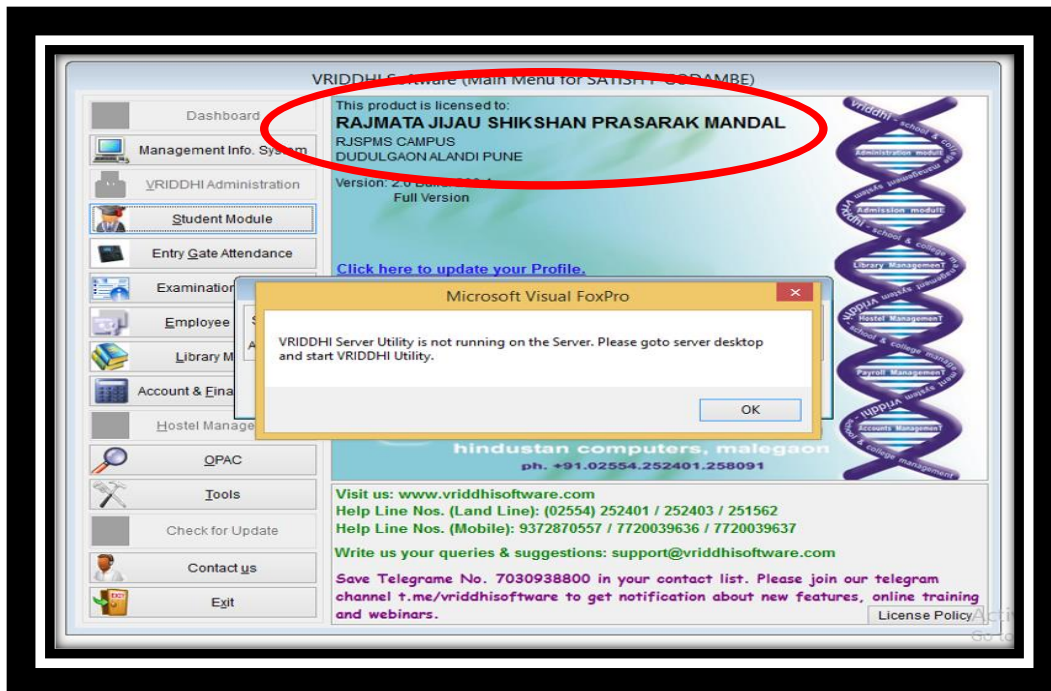 VRIDDHI Software (Main Menu for SATISH P GODAMBE)
Dashboard
Management Info. System
VRIDDHI Administration
Student Module
Entry Gate Attendance
Examination
Employee
Library M
Account & Fina
Hostel Manage
OPAC
Tools
Check for Update
Contact us
Exit
This product is licensed to:
RAJMATA JIJAU SHIKSHAN PRASARAK MANDAL
RJSPMS CAMPUS
DUDULGAON ALANDI PUNE
Version: 2.0
Full Version
Click here to update your Profile.
Microsoft Visual FoxPro
VRIDDHI Server Utility is not running on the Server. Please goto server desktop
and start VRIDDHI Utility.
OK
hindustan computers, malegaon
ph. +91.02554.252401.258091
Vriddhi - school &
Administration modulE
Admission modulE
Library ManagemenT
Hostel ManagemenT
Payroll ManagemenT
Accounts ManagemenT
Visit us: www.vriddhisoftware.com
Help Line Nos. (Land Line): (02554) 252401 / 252403 / 251562
Help Line Nos. (Mobile): 9372870557 / 7720039636 / 7720039637
Write us your queries & suggestions: support@vriddhisoftware.com
Save Telegrame No. 7030938800 in your contact list. Please join our telegram
channel t.me/vriddhisoftware to get notification about new features, online training
and webinars.
License Policy